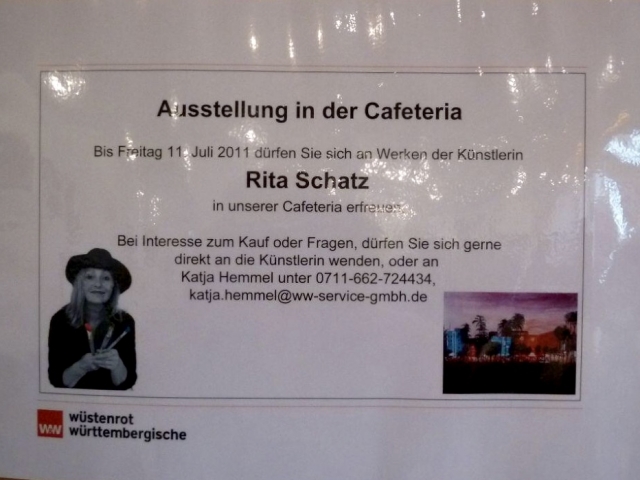 Ausstellung in der Cafeteria
Bis Freitag 11. Juli 2011 dürfen Sie sich an Werken der Künstlerin
Rita Schatz
in unserer Cafeteria erfreuen.
Bei Interesse zum Kauf oder Fragen, dürfen Sie sich gerne
direkt an die Künstlerin wenden, oder an
Katja Hemmel unter 0711-662-724434,
katja.hemmel@ww-service-gmbh.de
ww wüstenrot
württembergische